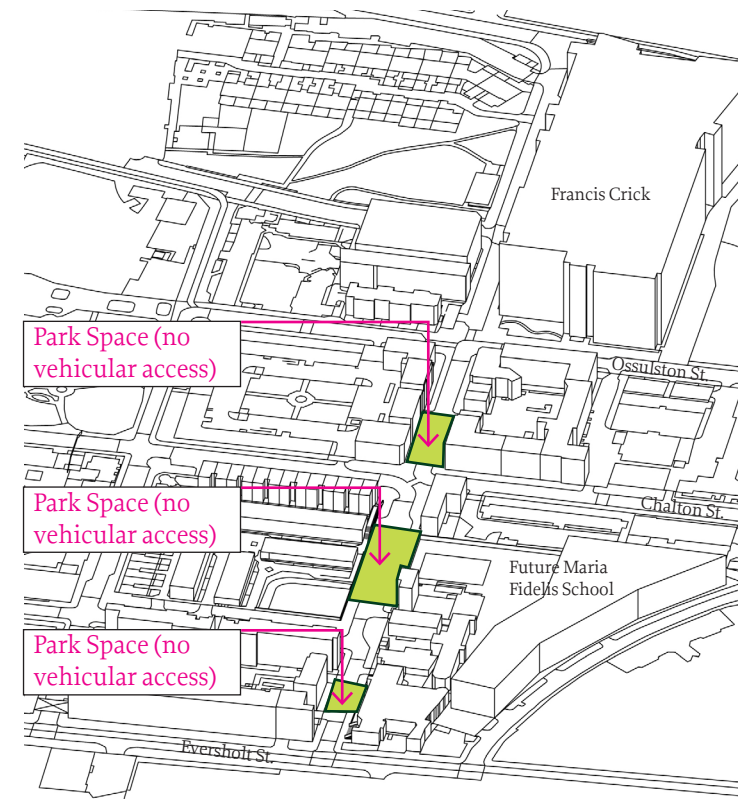 Francis Crick
Park Space (no
vehicular access)
Ossulston St.
Park Space (no
vehicular access)
Chalton St.
Future Maria
Fidelis School
Park Space (no
vehicular access)
Eversholt St.